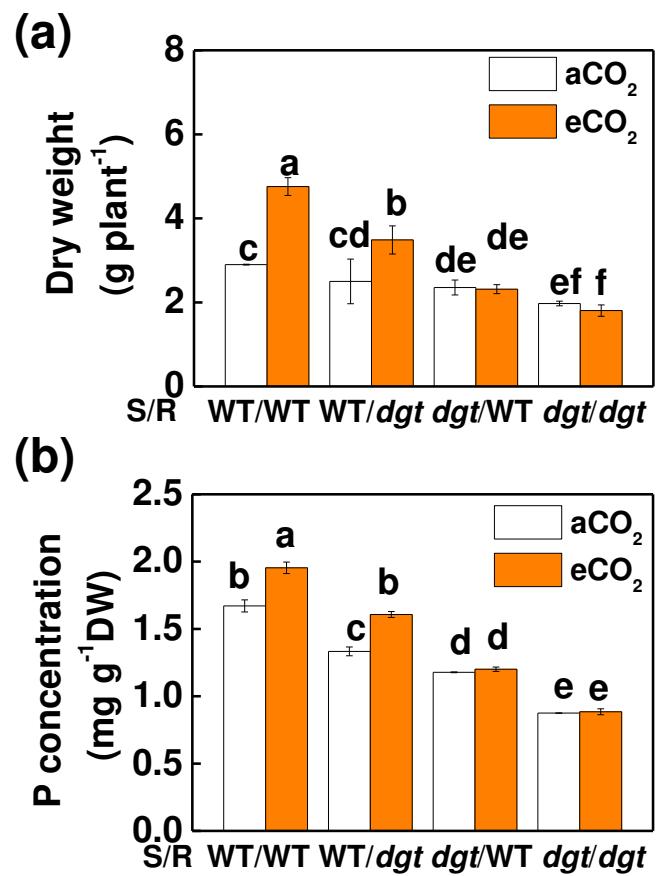 (a)
8
6
4
2
0
Dry weight
(g plant⁻¹)
aCO₂
eCO₂
c a cd b de de ef f
S/R WT/WT WT/dgt dgt/WT dgt/dgt
(b)
2.5
2.0
1.5
1.0
0.5
0.0
P concentration
(mg g⁻¹DW)
aCO₂
eCO₂
b a c b d d e e
S/R WT/WT WT/dgt dgt/WT dgt/dgt